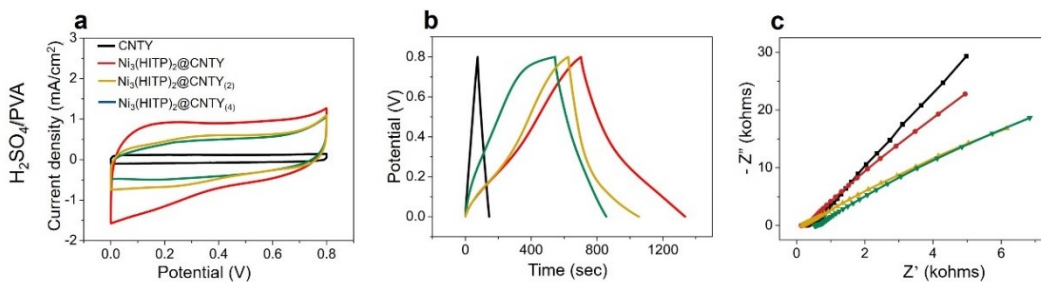 a
b
c
H₂SO₄/PVA
Current density (mA/cm²)
2
1
0
-1
-2
CNTY
Ni₃(HITP)₂@CNTY
Ni₃(HITP)₂@CNTY₍₂₎
Ni₃(HITP)₂@CNTY₍₄₎
0.0
0.2
0.4
0.6
0.8
Potential (V)
Potential (V)
0.8
0.6
0.4
0.2
0.0
0
400
800
1200
Time (sec)
- Z'' (kohms)
30
20
10
0
0
2
4
6
Z' (kohms)